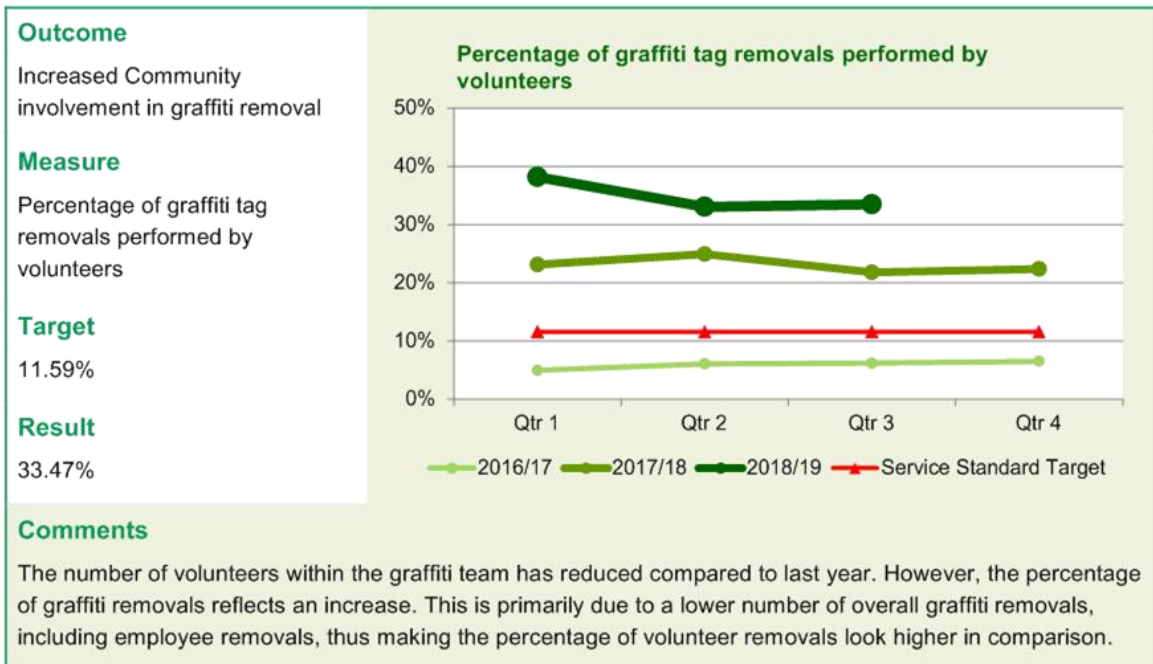 Outcome
Increased Community
involvement in graffiti removal
Measure
Percentage of graffiti tag
removals performed by
volunteers
Target
11.59%
Result
33.47%
Percentage of graffiti tag removals performed by
volunteers
50%
40%
30%
20%
10%
0%
Qtr 1 Qtr 2 Qtr 3 Qtr 4
2016/17 2017/18 2018/19 Service Standard Target
Comments
The number of volunteers within the graffiti team has reduced compared to last year. However, the percentage
of graffiti removals reflects an increase. This is primarily due to a lower number of overall graffiti removals,
including employee removals, thus making the percentage of volunteer removals look higher in comparison.